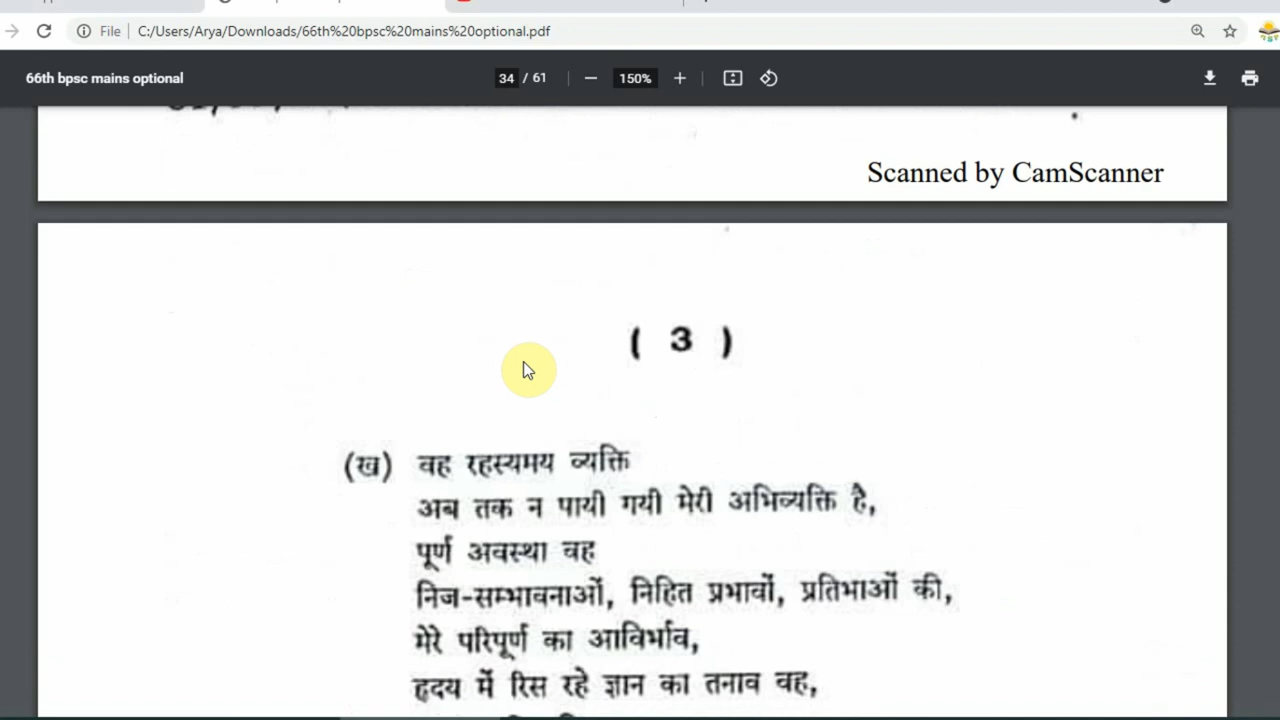 File | C:/Users/Arya/Downloads/66th%20bpsc%20mains%20optional.pdf
66th bpsc mains optional
34 / 61
150%
Scanned by CamScanner
( 3 )
(ख) वह रहस्यमय व्यक्ति
अब तक न पायी गयी मेरी अभिव्यक्ति है,
पूर्ण अवस्था वह
निज-सम्भावनाओं, निहित प्रभावों, प्रतिभाओं की,
मेरे परिपूर्ण का आविर्भाव,
हृदय में रिस रहे ज्ञान का तनाव वह,